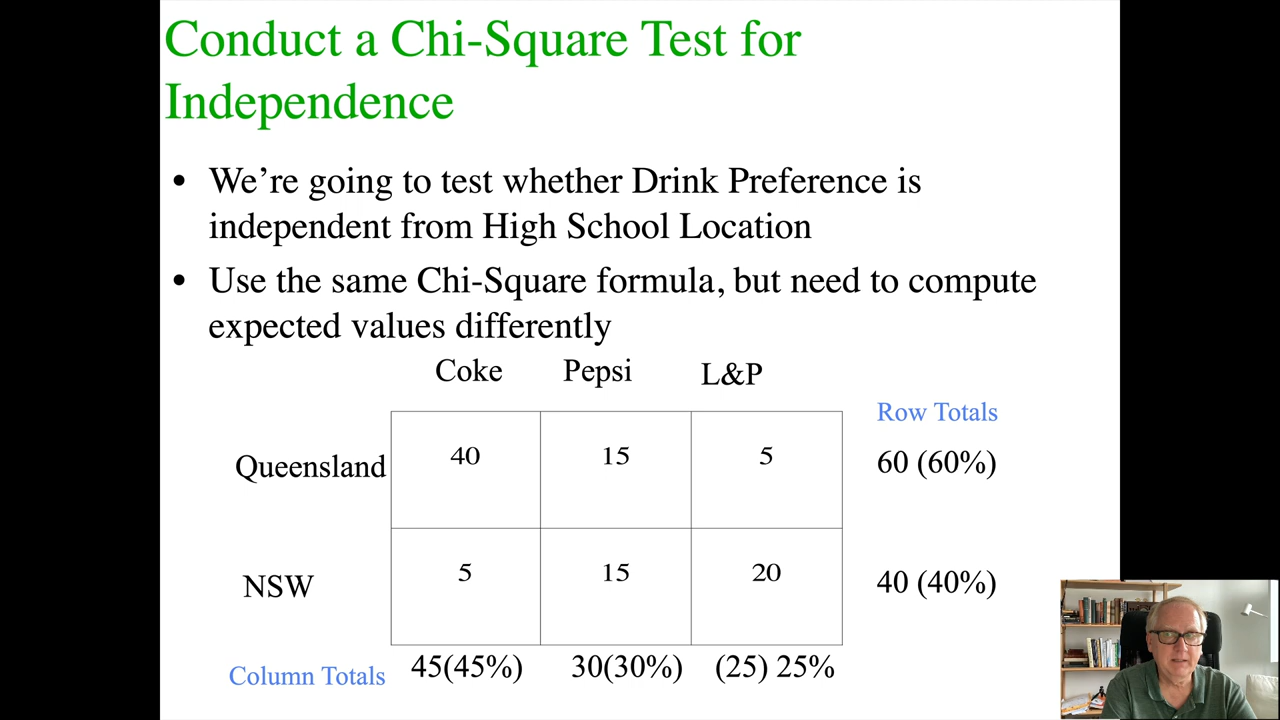 Conduct a Chi-Square Test for
Independence
• We’re going to test whether Drink Preference is
independent from High School Location
• Use the same Chi-Square formula, but need to compute
expected values differently
Coke Pepsi L&P
Row Totals
Queensland 40 15 5 60 (60%)
NSW 5 15 20 40 (40%)
Column Totals 45(45%) 30(30%) (25) 25%